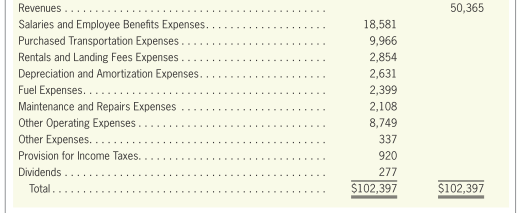 Revenues . . . . . . . . . . . . . . . . . . . . . . . . . . . . . . . . . . . . . . . . . . . . . . . . 50,365
Salaries and Employee Benefits Expenses. . . . . . . . . . . . . . . . . . . . . 18,581
Purchased Transportation Expenses . . . . . . . . . . . . . . . . . . . . . . . . . 9,966
Rentals and Landing Fees Expenses . . . . . . . . . . . . . . . . . . . . . . . . . 2,854
Depreciation and Amortization Expenses. . . . . . . . . . . . . . . . . . . . . . 2,631
Fuel Expenses. . . . . . . . . . . . . . . . . . . . . . . . . . . . . . . . . . . . . . . . . 2,399
Maintenance and Repairs Expenses . . . . . . . . . . . . . . . . . . . . . . . . . 2,108
Other Operating Expenses . . . . . . . . . . . . . . . . . . . . . . . . . . . . . . . . 8,749
Other Expenses. . . . . . . . . . . . . . . . . . . . . . . . . . . . . . . . . . . . . . . . 337
Provision for Income Taxes. . . . . . . . . . . . . . . . . . . . . . . . . . . . . . . . 920
Dividends . . . . . . . . . . . . . . . . . . . . . . . . . . . . . . . . . . . . . . . . . . . . 277
Total . . . . . . . . . . . . . . . . . . . . . . . . . . . . . . . . . . . . . . . . . . . . . . . $102,397 $102,397